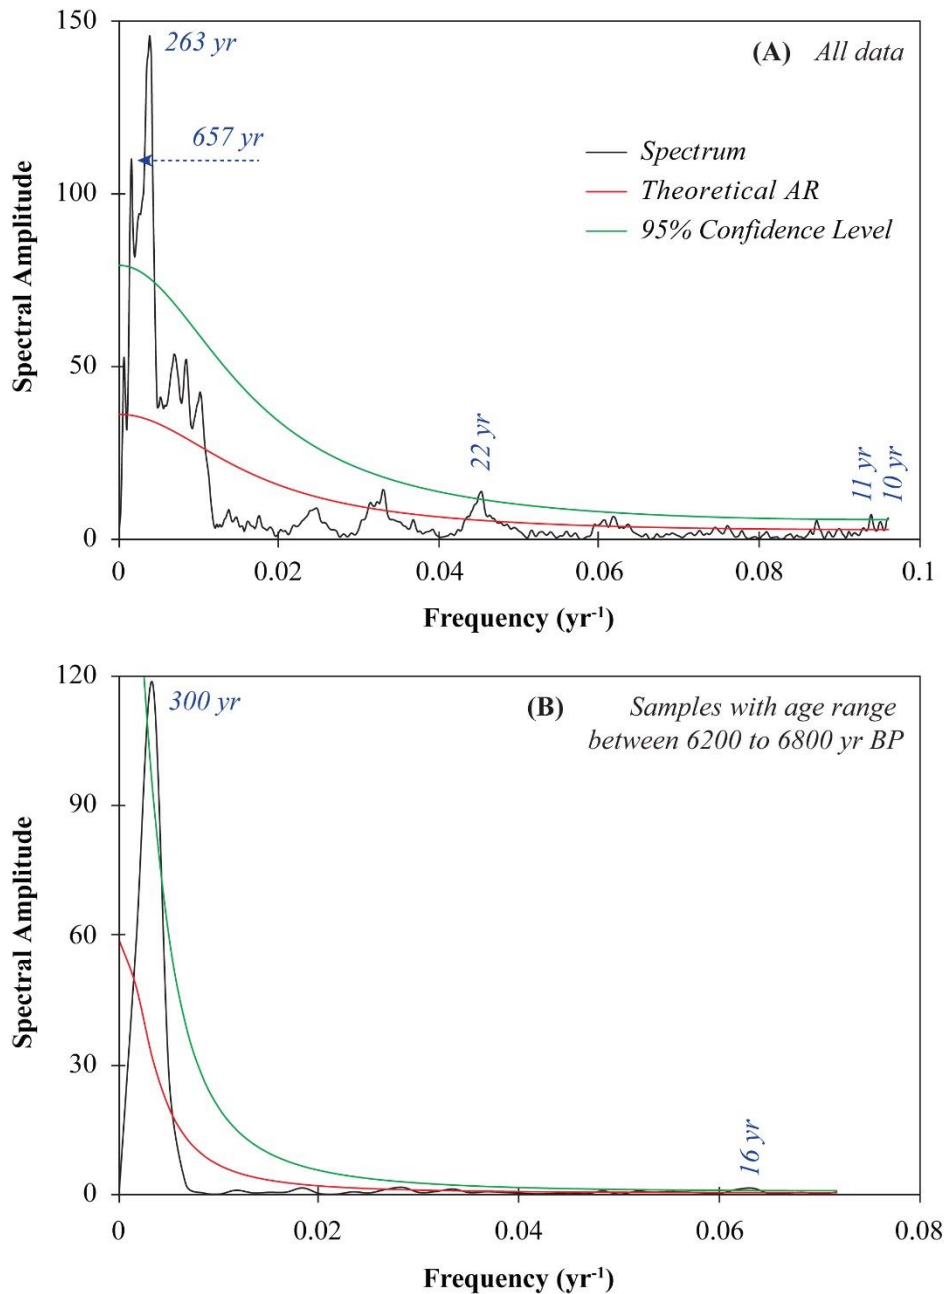 150
263 yr
(A) All data
657 yr
Spectrum
100
Theoretical AR
95% Confidence Level
Spectral Amplitude
50
22 yr
11 yr
10 yr
0
0 0.02 0.04 0.06 0.08 0.1
Frequency (yr⁻¹)
120
300 yr
(B) Samples with age range
between 6200 to 6800 yr BP
90
Spectral Amplitude
60
30
16 yr
0
0 0.02 0.04 0.06 0.08
Frequency (yr⁻¹)